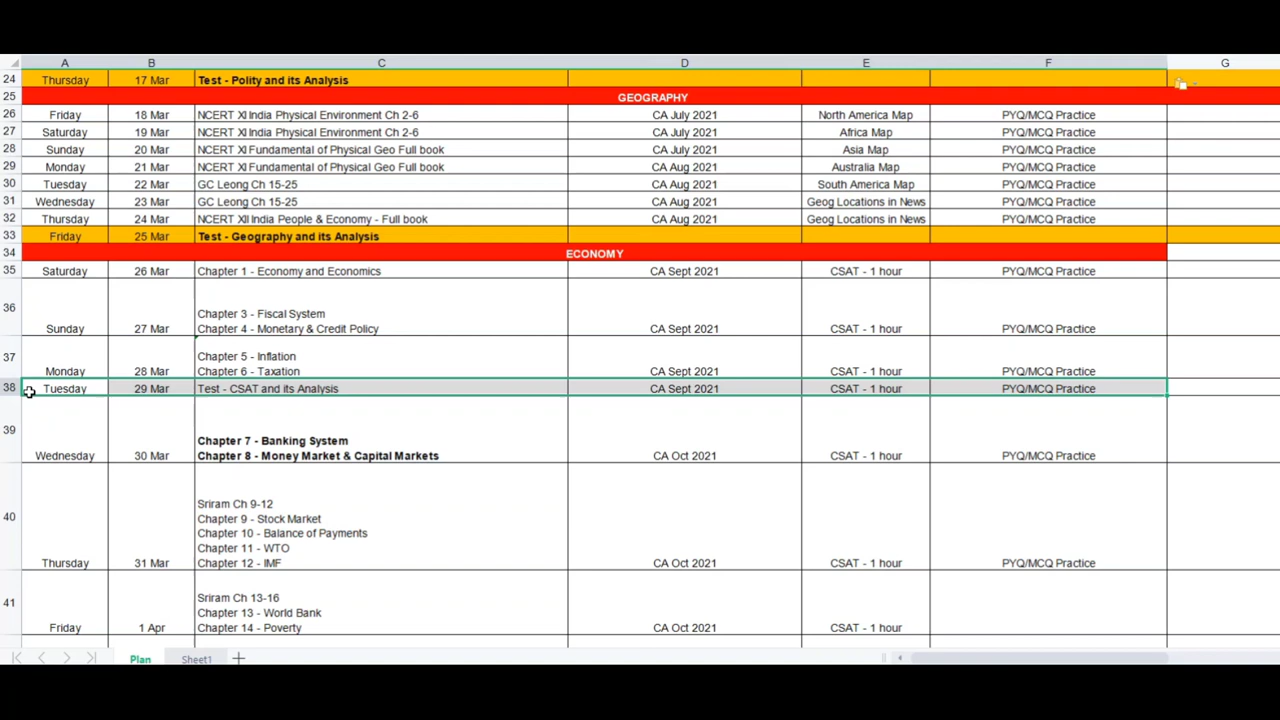 A B C D E F G
24 Thursday 17 Mar Test - Polity and its Analysis
25 GEOGRAPHY
26 Friday 18 Mar NCERT XI India Physical Environment Ch 2-6 CA July 2021 North America Map PYQ/MCQ Practice
27 Saturday 19 Mar NCERT XI India Physical Environment Ch 2-6 CA July 2021 Africa Map PYQ/MCQ Practice
28 Sunday 20 Mar NCERT XI Fundamental of Physical Geo Full book CA July 2021 Asia Map PYQ/MCQ Practice
29 Monday 21 Mar NCERT XI Fundamental of Physical Geo Full book CA Aug 2021 Australia Map PYQ/MCQ Practice
30 Tuesday 22 Mar GC Leong Ch 15-25 CA Aug 2021 South America Map PYQ/MCQ Practice
31 Wednesday 23 Mar GC Leong Ch 15-25 CA Aug 2021 Geog Locations in News PYQ/MCQ Practice
32 Thursday 24 Mar NCERT XII India People & Economy - Full book CA Aug 2021 Geog Locations in News PYQ/MCQ Practice
33 Friday 25 Mar Test - Geography and its Analysis
34 ECONOMY
35 Saturday 26 Mar Chapter 1 - Economy and Economics CA Sept 2021 CSAT - 1 hour PYQ/MCQ Practice
36 Chapter 3 - Fiscal System
Sunday 27 Mar Chapter 4 - Monetary & Credit Policy CA Sept 2021 CSAT - 1 hour PYQ/MCQ Practice
37 Chapter 5 - Inflation
Monday 28 Mar Chapter 6 - Taxation CA Sept 2021 CSAT - 1 hour PYQ/MCQ Practice
38 Tuesday 29 Mar Test - CSAT and its Analysis CA Sept 2021 CSAT - 1 hour PYQ/MCQ Practice
39 Chapter 7 - Banking System
Wednesday 30 Mar Chapter 8 - Money Market & Capital Markets CA Oct 2021 CSAT - 1 hour PYQ/MCQ Practice
Sriram Ch 9-12
40 Chapter 9 - Stock Market
Chapter 10 - Balance of Payments
Chapter 11 - WTO
Thursday 31 Mar Chapter 12 - IMF CA Oct 2021 CSAT - 1 hour PYQ/MCQ Practice
41 Sriram Ch 13-16
Chapter 13 - World Bank
Friday 1 Apr Chapter 14 - Poverty CA Oct 2021 CSAT - 1 hour
Plan Sheet1